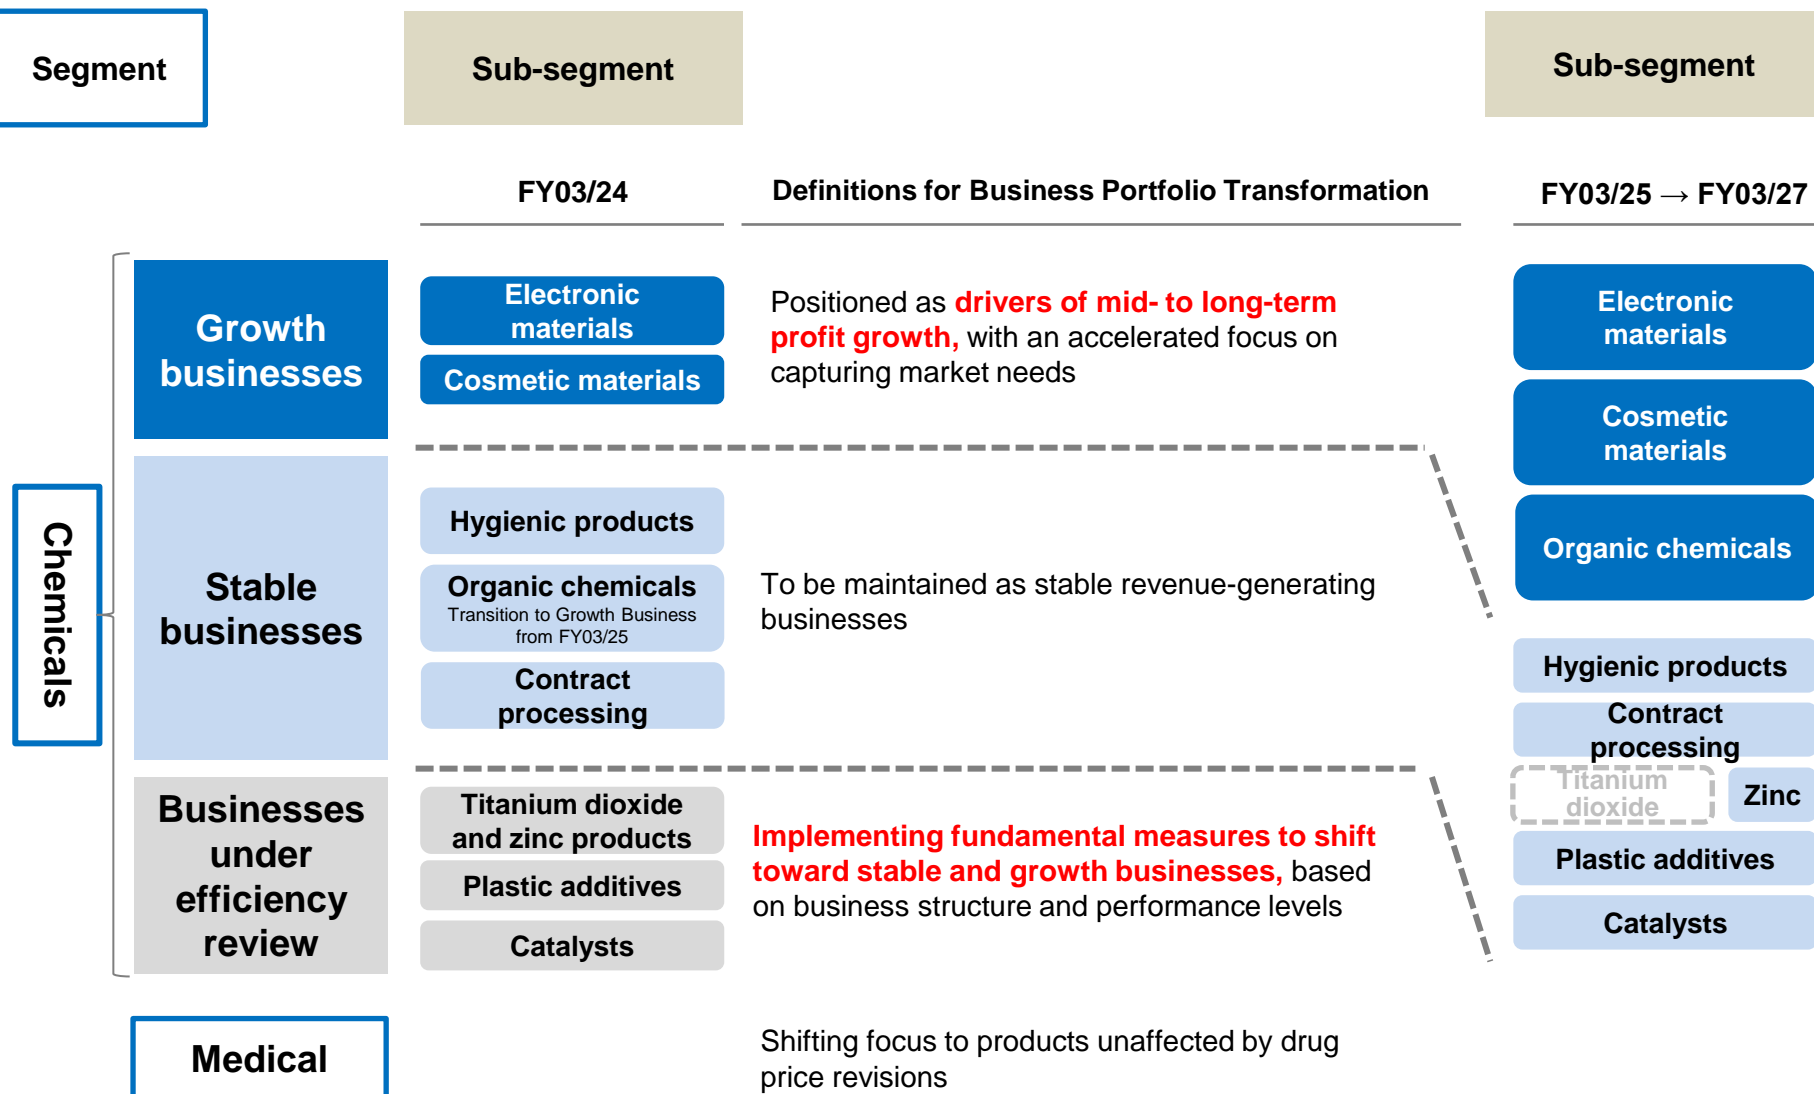 Segment
Sub-segment
Sub-segment
FY03/24
Definitions for Business Portfolio Transformation
FY03/25 → FY03/27
Chemicals
Growth
businesses
Electronic
materials
Cosmetic materials
Positioned as drivers of mid- to long-term
profit growth, with an accelerated focus on
capturing market needs
Electronic
materials
Cosmetic
materials
Organic chemicals
Stable
businesses
Hygienic products
Organic chemicals
Transition to Growth Business
from FY03/25
Contract
processing
To be maintained as stable revenue-generating
businesses
Hygienic products
Contract
processing
Titanium
dioxide
Zinc
Plastic additives
Catalysts
Businesses
under
efficiency
review
Titanium dioxide
and zinc products
Plastic additives
Catalysts
Implementing fundamental measures to shift
toward stable and growth businesses, based
on business structure and performance levels
Medical
Shifting focus to products unaffected by drug
price revisions